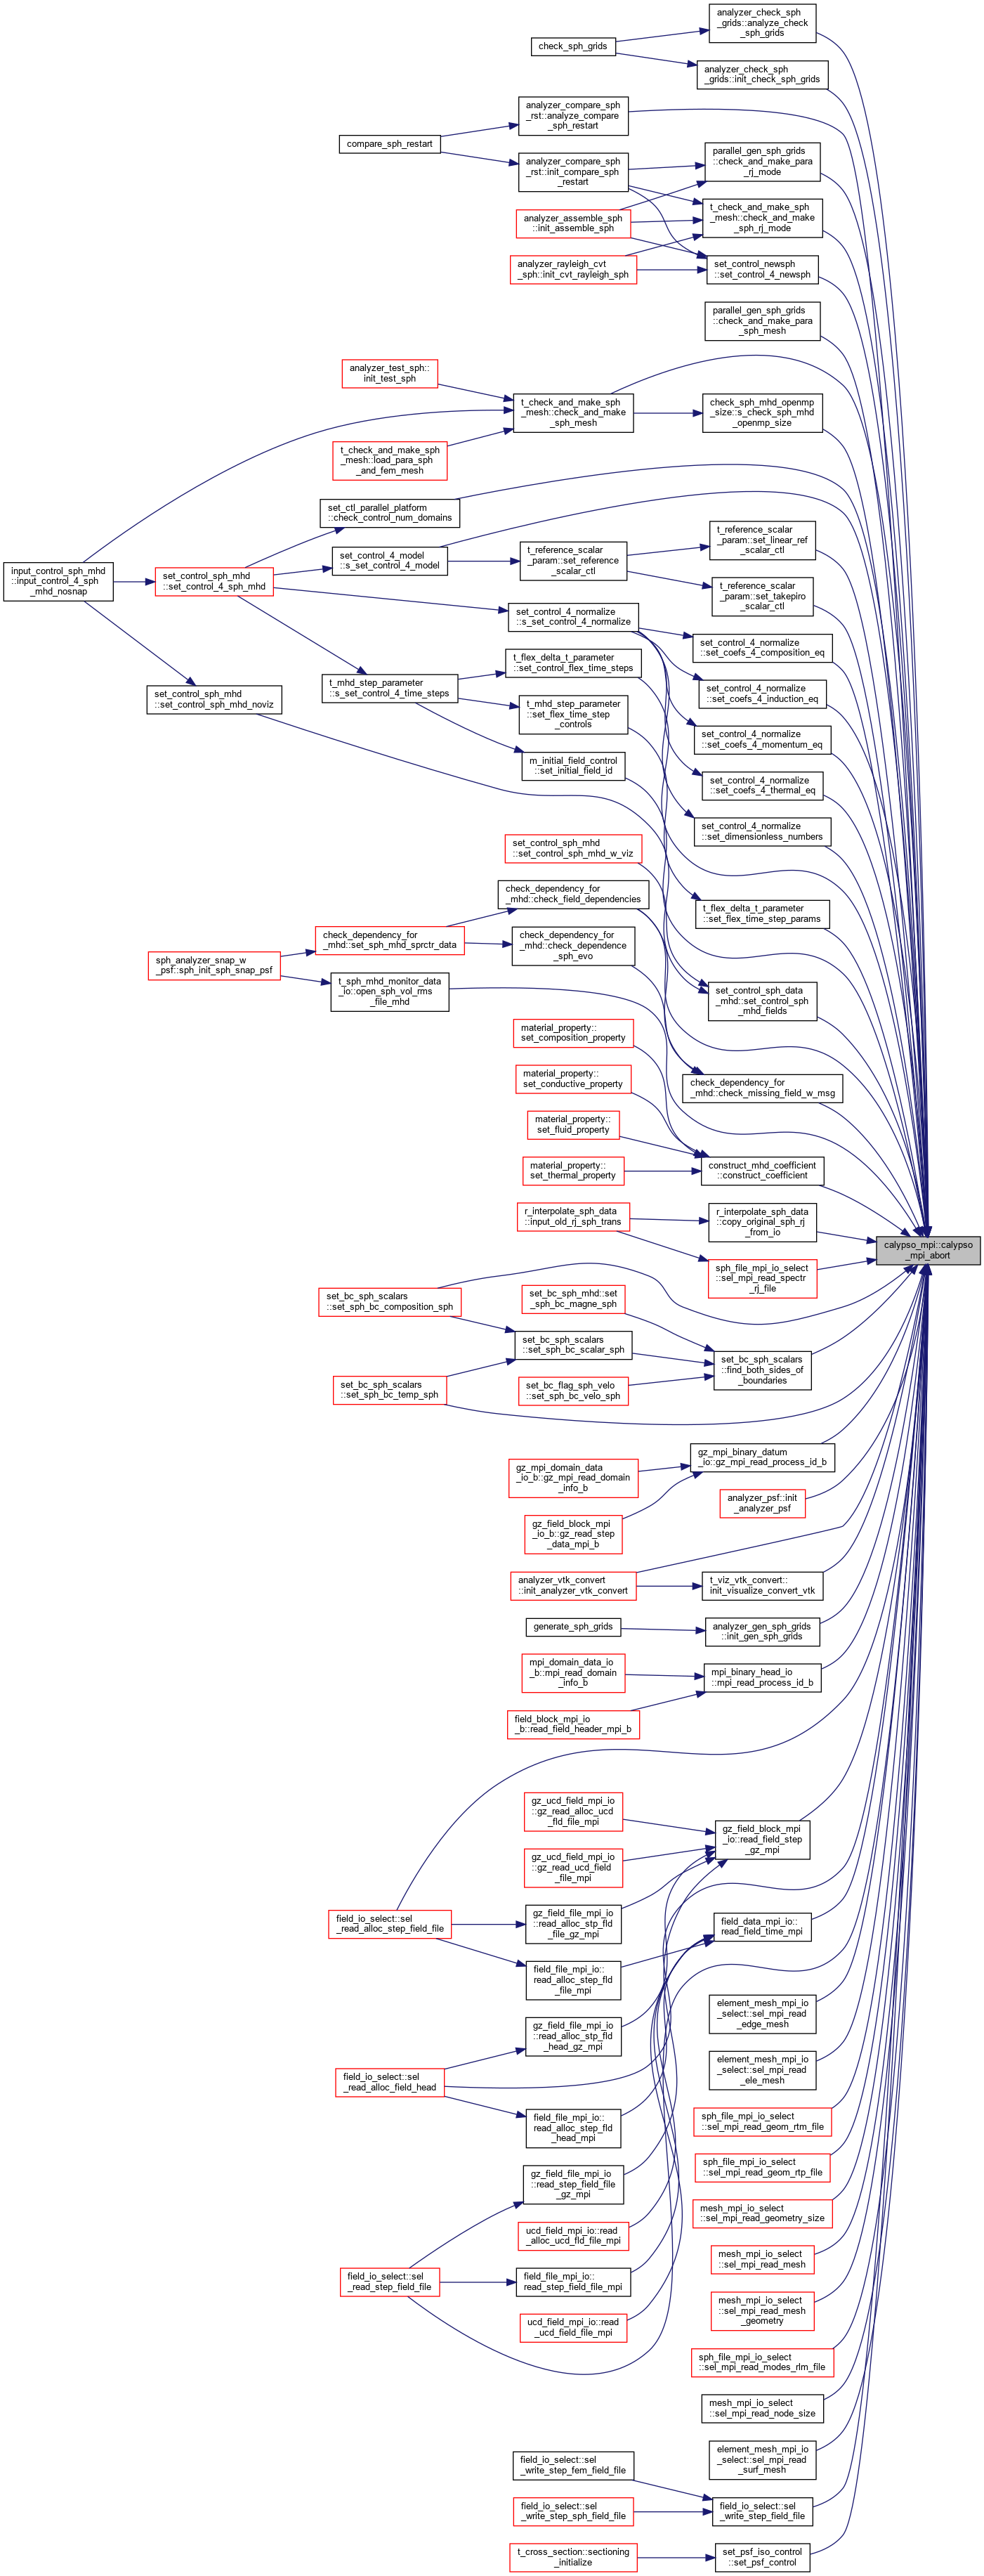 analyzer_check_sph
_grids::analyze_check
_sph_grids
check_sph_grids
analyzer_check_sph
_grids::init_check_sph_grids
analyzer_compare_sph
_rst::analyze_compare
_sph_restart
compare_sph_restart
analyzer_compare_sph
_rst::init_compare_sph
_restart
parallel_gen_sph_grids
::check_and_make_para
_rj_mode
analyzer_assemble_sph
::init_assemble_sph
t_check_and_make_sph
_mesh::check_and_make
_sph_rj_mode
analyzer_rayleigh_cvt
_sph::init_cvt_rayleigh_sph
set_control_newsph
::set_control_4_newsph
parallel_gen_sph_grids
::check_and_make_para
_sph_mesh
analyzer_test_sph::
init_test_sph
t_check_and_make_sph
_mesh::check_and_make
_sph_mesh
check_sph_mhd_openmp
_size::s_check_sph_mhd
_openmp_size
t_check_and_make_sph
_mesh::load_para_sph
_and_fem_mesh
set_ctl_parallel_platform
::check_control_num_domains
input_control_sph_mhd
::input_control_4_sph
_mhd_nosnap
set_control_sph_mhd
::set_control_4_sph_mhd
set_control_4_model
::s_set_control_4_model
t_reference_scalar
_param::set_reference
_scalar_ctl
t_reference_scalar
_param::set_linear_ref
_scalar_ctl
t_reference_scalar
_param::set_takepiro
_scalar_ctl
set_control_4_normalize
::s_set_control_4_normalize
set_control_4_normalize
::set_coefs_4_composition_eq
t_flex_delta_t_parameter
::set_control_flex_time_steps
set_control_4_normalize
::set_coefs_4_induction_eq
set_control_sph_mhd
::set_control_sph_mhd_noviz
t_mhd_step_parameter
::s_set_control_4_time_steps
t_mhd_step_parameter
::set_flex_time_step
_controls
set_control_4_normalize
::set_coefs_4_momentum_eq
m_initial_field_control
::set_initial_field_id
set_control_4_normalize
::set_coefs_4_thermal_eq
set_control_4_normalize
::set_dimensionless_numbers
set_control_sph_mhd
::set_control_sph_mhd_w_viz
check_dependency_for
_mhd::check_field_dependencies
t_flex_delta_t_parameter
::set_flex_time_step_params
check_dependency_for
_mhd::set_sph_mhd_sprctr_data
check_dependency_for
_mhd::check_dependence
_sph_evo
sph_analyzer_snap_w
_psf::sph_init_sph_snap_psf
t_sph_mhd_monitor_data
_io::open_sph_vol_rms
_file_mhd
set_control_sph_data
_mhd::set_control_sph
_mhd_fields
material_property::
set_composition_property
material_property::
set_conductive_property
check_dependency_for
_mhd::check_missing_field_w_msg
material_property::
set_fluid_property
material_property::
set_thermal_property
construct_mhd_coefficient
::construct_coefficient
r_interpolate_sph_data
::input_old_rj_sph_trans
r_interpolate_sph_data
::copy_original_sph_rj
_from_io
calypso_mpi::calypso
_mpi_abort
sph_file_mpi_io_select
::sel_mpi_read_spectr
_rj_file
set_bc_sph_scalars
::set_sph_bc_composition_sph
set_bc_sph_mhd::set
_sph_bc_magne_sph
set_bc_sph_scalars
::set_sph_bc_scalar_sph
set_bc_sph_scalars
::find_both_sides_of
_boundaries
set_bc_sph_scalars
::set_sph_bc_temp_sph
set_bc_flag_sph_velo
::set_sph_bc_velo_sph
gz_mpi_binary_datum
_io::gz_mpi_read_process_id_b
gz_mpi_domain_data
_io_b::gz_mpi_read_domain
_info_b
analyzer_psf::init
_analyzer_psf
gz_field_block_mpi
_io_b::gz_read_step
_data_mpi_b
analyzer_vtk_convert
::init_analyzer_vtk_convert
t_viz_vtk_convert::
init_visualize_convert_vtk
generate_sph_grids
analyzer_gen_sph_grids
::init_gen_sph_grids
mpi_domain_data_io
_b::mpi_read_domain
_info_b
mpi_binary_head_io
::mpi_read_process_id_b
field_block_mpi_io
_b::read_field_header_mpi_b
gz_ucd_field_mpi_io
::gz_read_alloc_ucd
_fld_file_mpi
gz_field_block_mpi
_io::read_field_step
_gz_mpi
gz_ucd_field_mpi_io
::gz_read_ucd_field
_file_mpi
field_io_select::sel
_read_alloc_step_field_file
gz_field_file_mpi_io
::read_alloc_stp_fld
_file_gz_mpi
field_data_mpi_io::
read_field_time_mpi
field_file_mpi_io::
read_alloc_step_fld
_file_mpi
element_mesh_mpi_io
_select::sel_mpi_read
_edge_mesh
gz_field_file_mpi_io
::read_alloc_stp_fld
_head_gz_mpi
element_mesh_mpi_io
_select::sel_mpi_read
_ele_mesh
field_io_select::sel
_read_alloc_field_head
field_file_mpi_io::
read_alloc_step_fld
_head_mpi
sph_file_mpi_io_select
::sel_mpi_read_geom_rtm_file
gz_field_file_mpi_io
::read_step_field_file
_gz_mpi
sph_file_mpi_io_select
::sel_mpi_read_geom_rtp_file
mesh_mpi_io_select
::sel_mpi_read_geometry_size
ucd_field_mpi_io::read
_alloc_ucd_fld_file_mpi
mesh_mpi_io_select
::sel_mpi_read_mesh
field_io_select::sel
_read_step_field_file
field_file_mpi_io::
read_step_field_file_mpi
mesh_mpi_io_select
::sel_mpi_read_mesh
_geometry
ucd_field_mpi_io::read
_ucd_field_file_mpi
sph_file_mpi_io_select
::sel_mpi_read_modes_rlm_file
mesh_mpi_io_select
::sel_mpi_read_node_size
element_mesh_mpi_io
_select::sel_mpi_read
_surf_mesh
field_io_select::sel
_write_step_fem_field_file
field_io_select::sel
_write_step_sph_field_file
field_io_select::sel
_write_step_field_file
t_cross_section::sectioning
_initialize
set_psf_iso_control
::set_psf_control